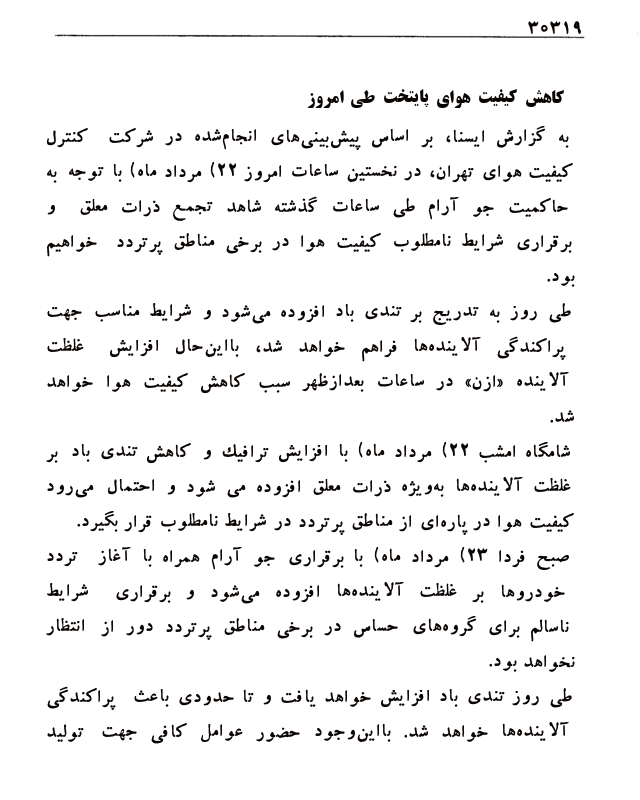 ۳۰۳۱۹
کاهش کیفیت هوای پایتخت طی امروز
به گزارش ایسنا، بر اساس پیش‌بینی‌های انجام‌شده در شرکت کنترل
کیفیت هوای تهران، در نخستین ساعات امروز ۲۲) مرداد ماه) با توجه به
حاکمیت جو آرام طی ساعات گذشته شاهد تجمع ذرات معلق و
برقراری شرایط نامطلوب کیفیت هوا در برخی مناطق پرتردد خواهیم
بود.
طی روز به تدریج بر تندی باد افزوده می‌شود و شرایط مناسب جهت
پراکندگی آلاینده‌ها فراهم خواهد شد، بااین‌حال افزایش غلظت
آلاینده «ازن» در ساعات بعدازظهر سبب کاهش کیفیت هوا خواهد
شد.
شامگاه امشب ۲۲) مرداد ماه) با افزایش ترافیك و کاهش تندی باد بر
غلظت آلاینده‌ها به‌ویژه ذرات معلق افزوده می شود و احتمال می‌رود
کیفیت هوا در پاره‌ای از مناطق پرتردد در شرایط نامطلوب قرار بگیرد.
صبح فردا ۲۳) مرداد ماه) با برقراری جو آرام همراه با آغاز تردد
خودروها بر غلظت آلاینده‌ها افزوده می‌شود و برقراری شرایط
ناسالم برای گروه‌های حساس در برخی مناطق پرتردد دور از انتظار
نخواهد بود.
طی روز تندی باد افزایش خواهد یافت و تا حدودی باعث پراکندگی
آلاینده‌ها خواهد شد. بااین‌وجود حضور عوامل کافی جهت تولید